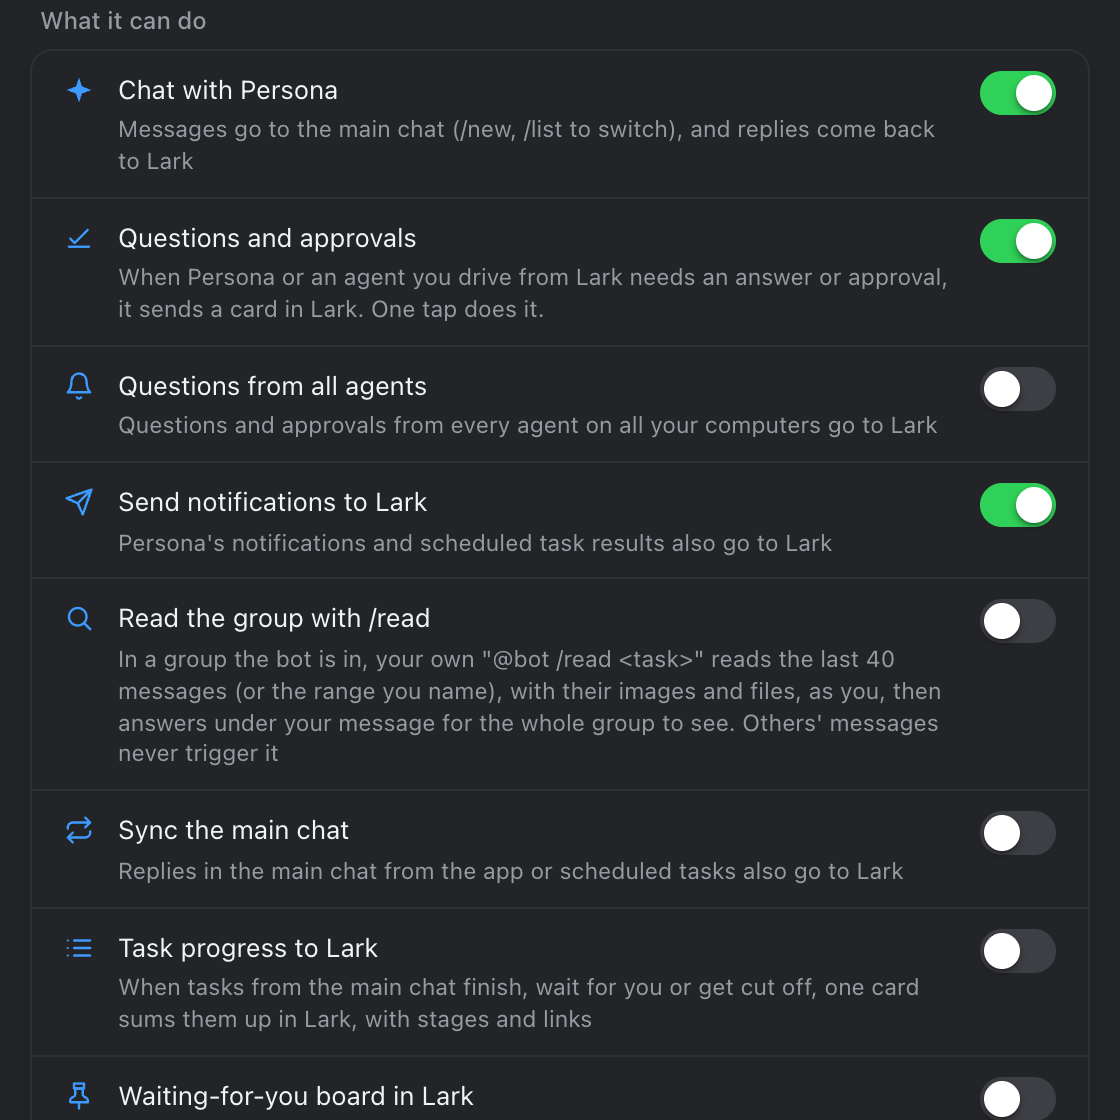 What it can do
Chat with Persona
Messages go to the main chat (/new, /list to switch), and replies come back
to Lark
Questions and approvals
When Persona or an agent you drive from Lark needs an answer or approval,
it sends a card in Lark. One tap does it.
Questions from all agents
Questions and approvals from every agent on all your computers go to Lark
Send notifications to Lark
Persona's notifications and scheduled task results also go to Lark
Read the group with /read
In a group the bot is in, your own "@bot /read <task>" reads the last 40
messages (or the range you name), with their images and files, as you, then
answers under your message for the whole group to see. Others' messages
never trigger it
Sync the main chat
Replies in the main chat from the app or scheduled tasks also go to Lark
Task progress to Lark
When tasks from the main chat finish, wait for you or get cut off, one card
sums them up in Lark, with stages and links
Waiting-for-you board in Lark